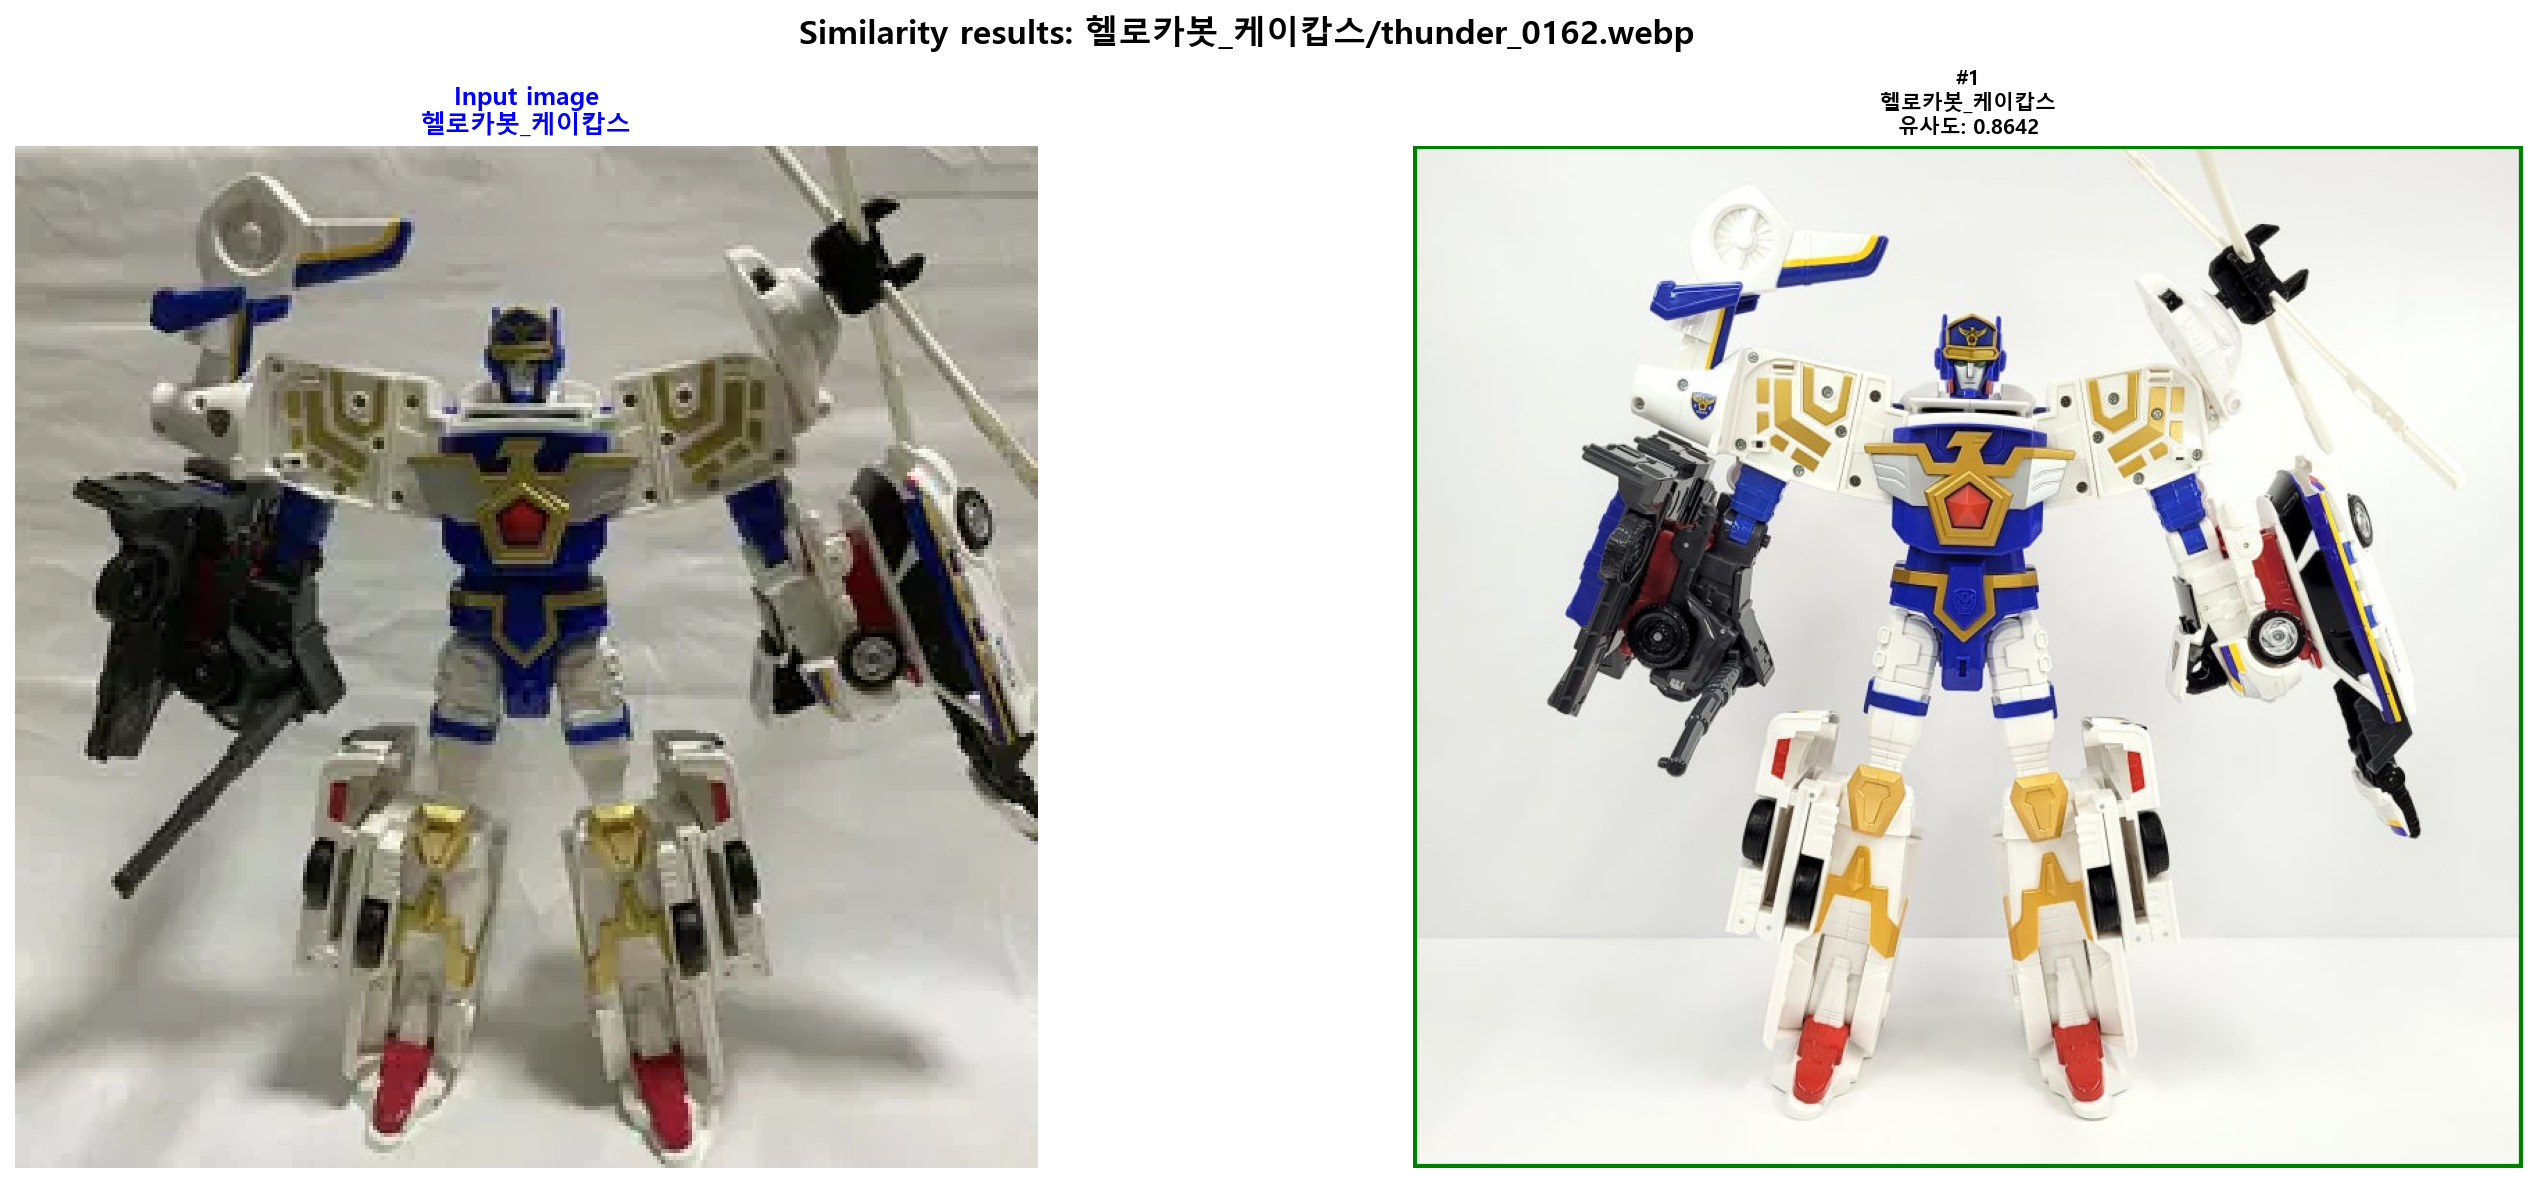 Similarity results: 헬로카봇_케이캅스/thunder_0162.webp
Input image
헬로카봇_케이캅스
#1
헬로카봇_케이캅스
유사도: 0.8642